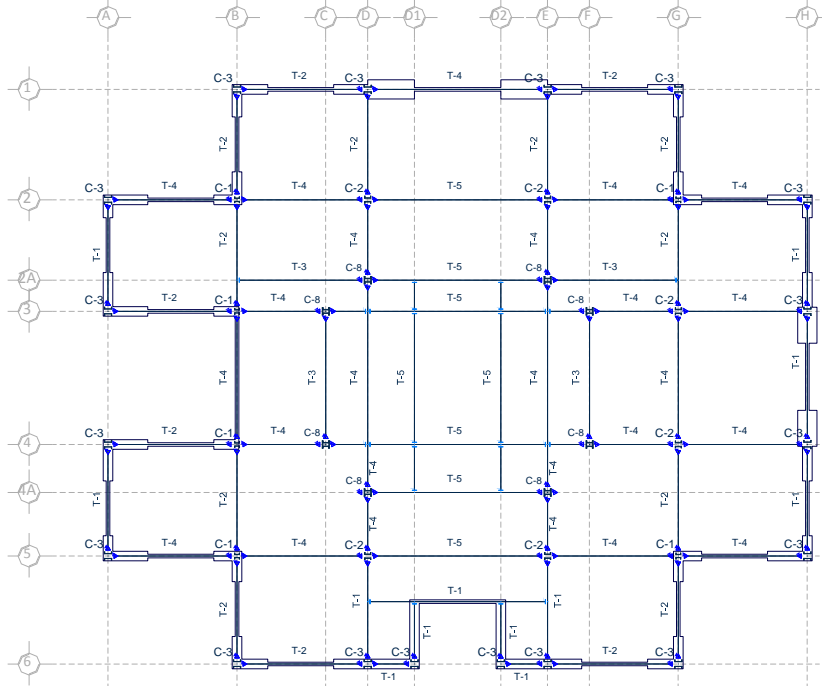 A B C D D1 D2 E F G H
C-3 T-2 C-3 T-4 C-3 T-2 C-3
1
T-2 T-2 T-2 T-2
C-3 T-4 C-1 T-4 C-2 T-5 C-2 T-4 C-1 T-4 C-3
2
T-1 T-2 T-4 T-4 T-2 T-1
2A T-3 C-8 T-5 C-8 T-3
C-3 T-2 C-1 T-4 C-8 T-5 C-8 T-4 C-2 T-4 C-3
3
T-4 T-3 T-4 T-5 T-5 T-4 T-3 T-4 T-1
C-3 T-2 C-1 T-4 C-8 T-5 C-8 T-4 C-2 T-4 C-3
4
T-4 T-4
C-8 T-5 C-8
4A
T-1 T-2 T-4 T-4 T-2 T-1
C-3 T-4 C-1 T-4 C-2 T-5 C-2 T-4 C-1 T-4 C-3
5
T-1
T-2 T-1 T-1 T-1 T-1 T-2
C-3 T-2 C-3 C-3 C-3 C-3 T-2 C-3
6
T-1 T-1